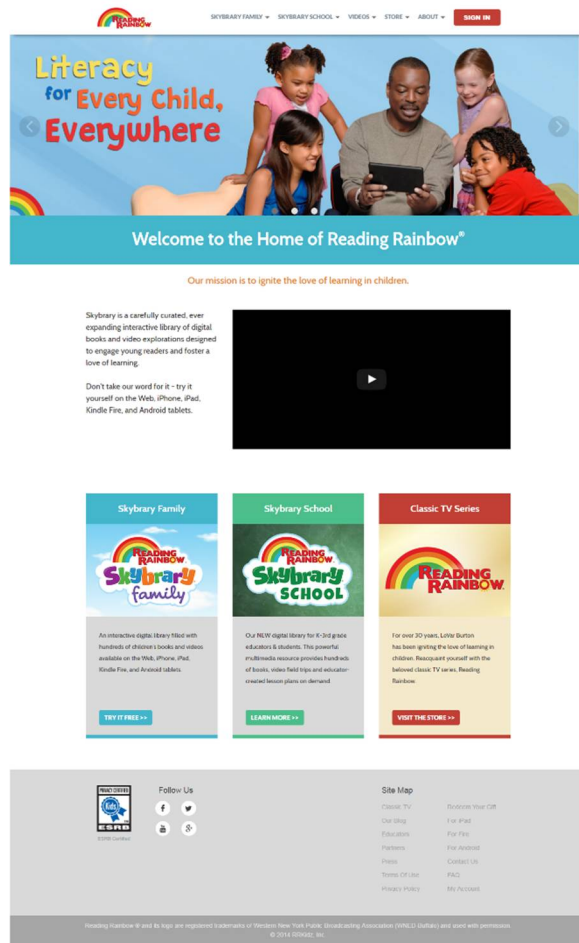 READING RAINBOW
SKYBRARY FAMILY SKYBRARY SCHOOL VIDEOS STORE ABOUT SIGN IN
Literacy
for Every Child,
Everywhere
Welcome to the Home of Reading Rainbow®
Our mission is to ignite the love of learning in children.
Skybrary is a carefully curated, ever
expanding interactive library of digital
books and video explorations designed
to engage young readers and foster a
love of learning.
Don't take our word for it - try it
yourself on the Web, iPhone, iPad,
Kindle Fire, and Android tablets.
Skybrary Family
READING
RAINBOW
Skybrary
family
An interactive digital library filled with
hundreds of children's books and videos
available on the Web, iPhone, iPad,
Kindle Fire, and Android tablets
TRY IT FREE >>
Skybrary School
READING
RAINBOW
Skybrary
SCHOOL
Our NEW digital library for K-3rd grade
educators & students. This powerful
multimedia resource provides hundreds
of books, video field trips and educator-
created lesson plans on demand
LEARN MORE >>
Classic TV Series
READING
RAINBOW
For over 30 years, LeVar Burton
has been igniting the love of learning in
children. Reacquaint yourself with the
beloved classic TV series, Reading
Rainbow.
VISIT THE STORE >>
PRIVACY CERTIFIED
Kids
ESRB
ESRB Certified
Follow Us
Site Map
Classic TV
Our Blog
Educators
Partners
Press
Terms Of Use
Privacy Policy
Redeem Your Gift
For iPad
For Fire
For Android
Contact Us
FAQ
My Account
Reading Rainbow ® and its logo are registered trademarks of Western New York Public Broadcasting Association (WNED Buffalo) and used with permission.
© 2014 RRKidz, Inc.